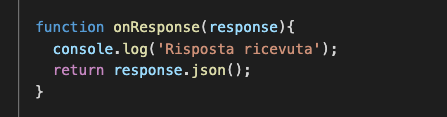 function onResponse(response){
  console.log('Risposta ricevuta');
  return response.json();
}